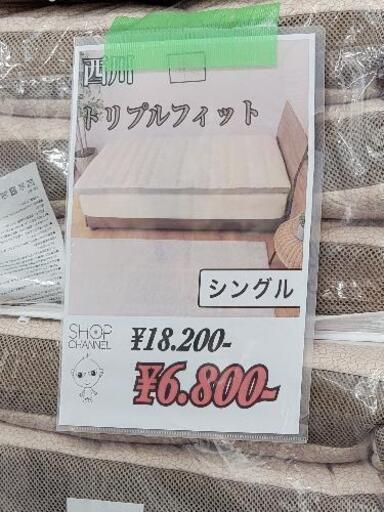 西川
トリプルフィット
シングル
SHOP
CHANNEL
¥18.200-
¥6.800-